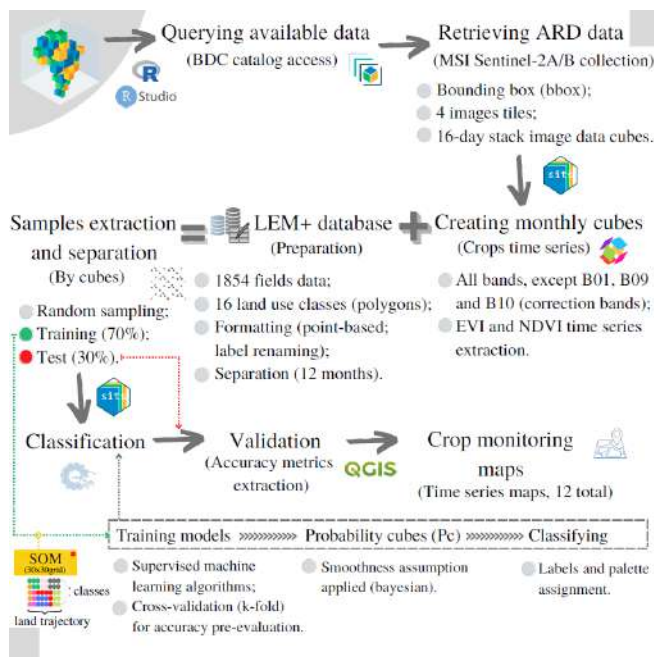 Querying available data
(BDC catalog access)
R
R Studio
Retrieving ARD data
(MSI Sentinel-2A/B collection)
Bounding box (bbox);
4 images tiles;
16-day stack image data cubes.
sits
Samples extraction
and separation
(By cubes)
Random sampling;
Training (70%);
Test (30%).
=
LEM+ database
(Preparation)
1854 fields data;
16 land use classes (polygons);
Formatting (point-based;
label renaming);
Separation (12 months).
+
Creating monthly cubes
(Crops time series)
All bands, except B01, B09
and B10 (correction bands);
EVI and NDVI time series
extraction.
sits
Classification
Validation
(Accuracy metrics
extraction)
QGIS
Crop monitoring
maps
(Time series maps, 12 total)
Training models »»»»»» Probability cubes (Pc) »»»»»»» Classifying
SOM
(30x30grid)
: classes
land trajectory
Supervised machine
learning algorithms;
Cross-validation (k-fold)
for accuracy pre-evaluation.
Smoothness assumption
applied (bayesian).
Labels and palette
assignment.